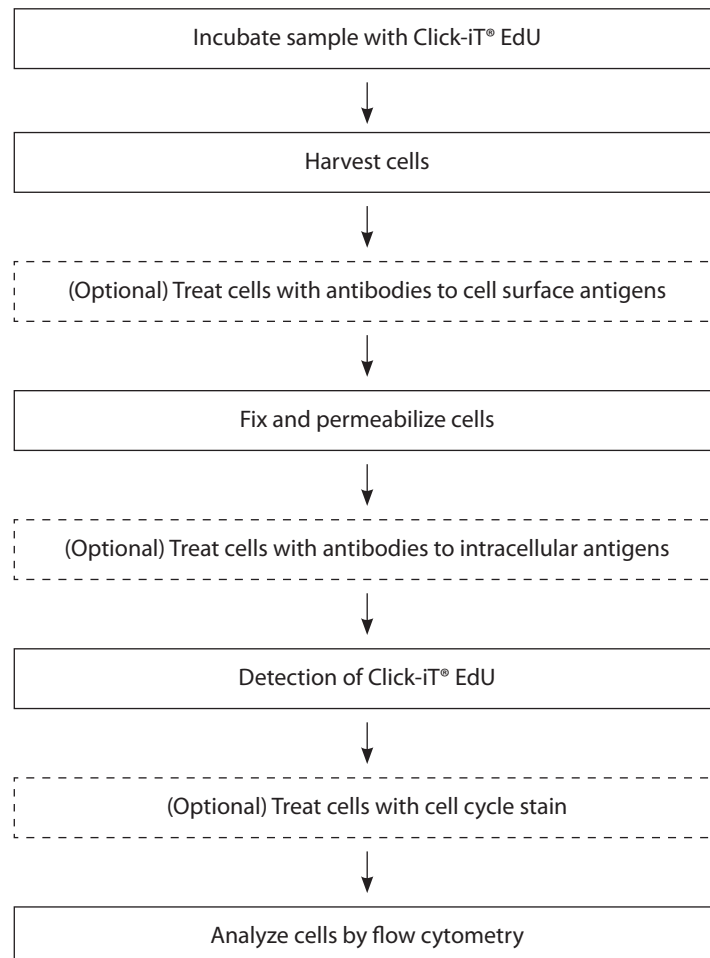 Incubate sample with Click-iT® EdU
Harvest cells
(Optional) Treat cells with antibodies to cell surface antigens
Fix and permeabilize cells
(Optional) Treat cells with antibodies to intracellular antigens
Detection of Click-iT® EdU
(Optional) Treat cells with cell cycle stain
Analyze cells by flow cytometry